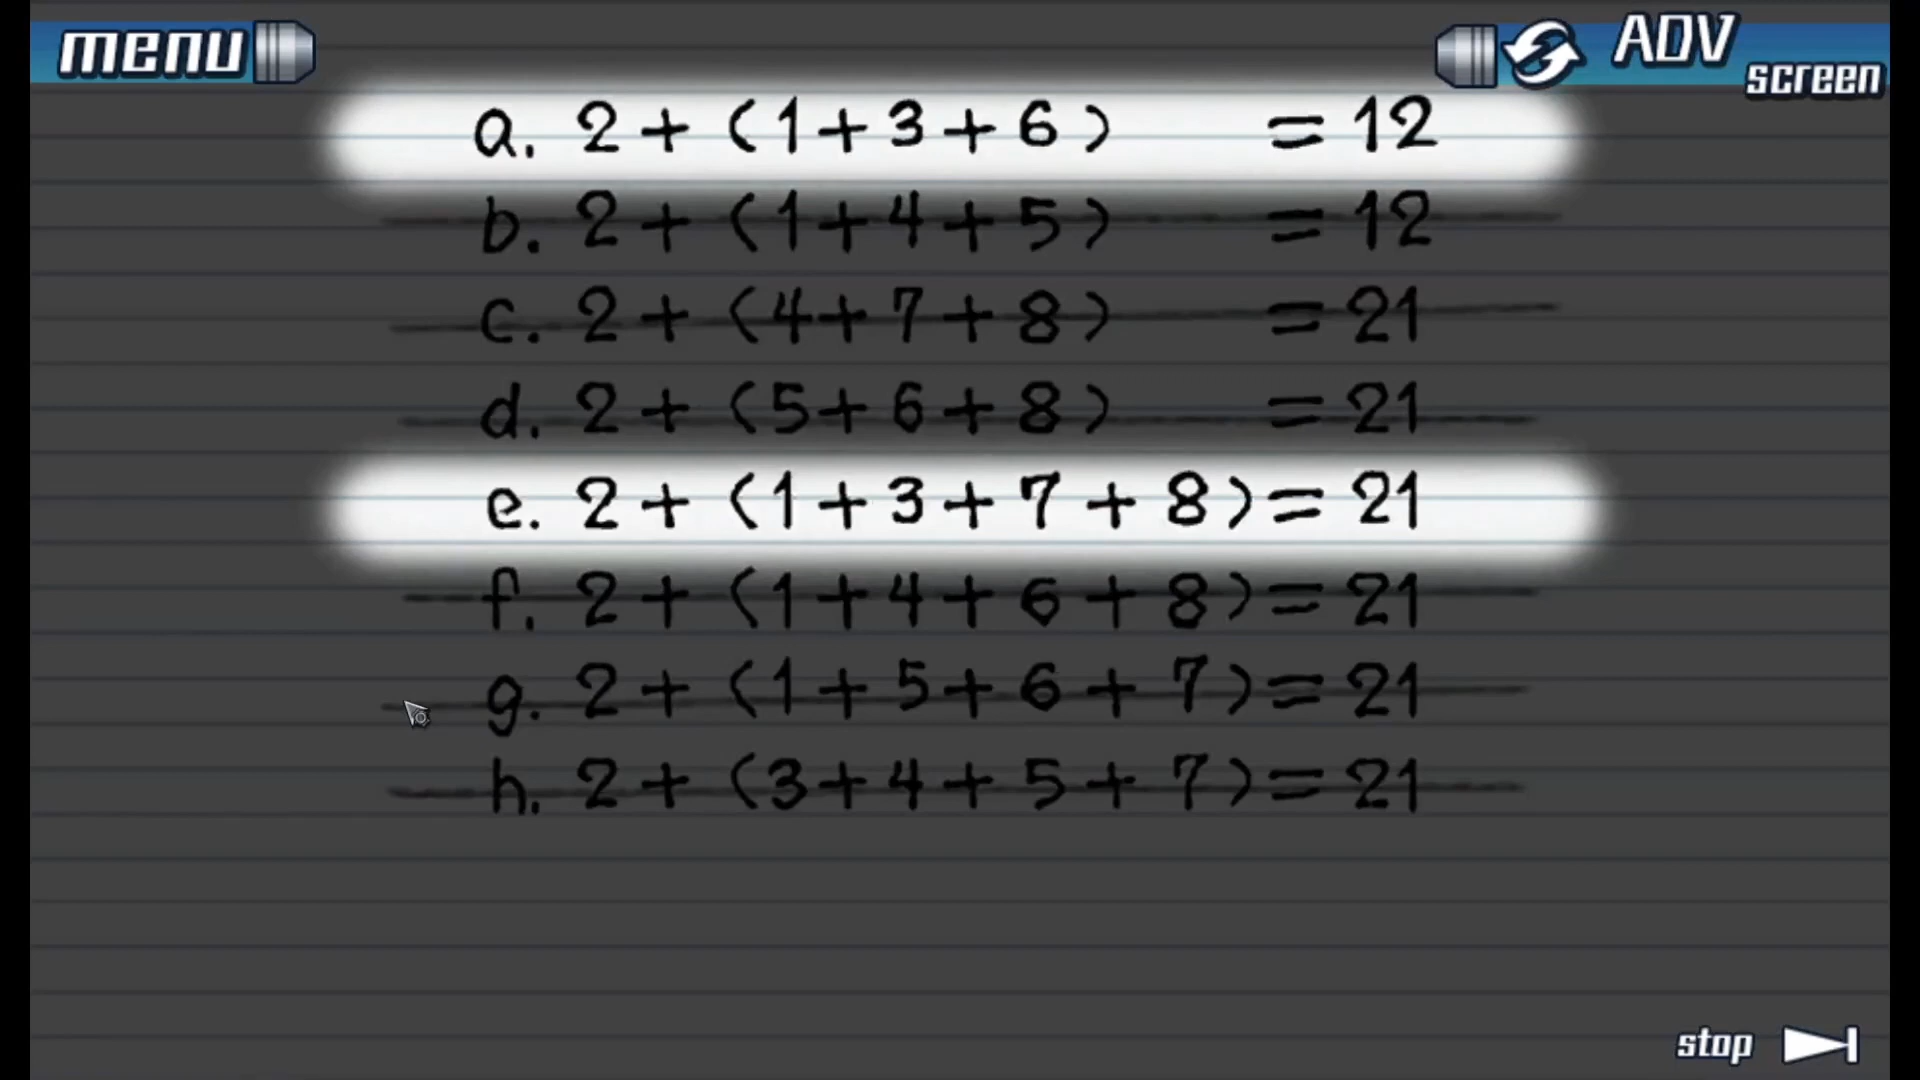 menu
ADV
screen
a. 2 + (1 + 3 + 6) = 12
b. 2 + (1 + 4 + 5) = 12
c. 2 + (4 + 7 + 8) = 21
d. 2 + (5 + 6 + 8) = 21
e. 2 + (1 + 3 + 7 + 8) = 21
f. 2 + (1 + 4 + 6 + 8) = 21
g. 2 + (1 + 5 + 6 + 7) = 21
h. 2 + (3 + 4 + 5 + 7) = 21
stop